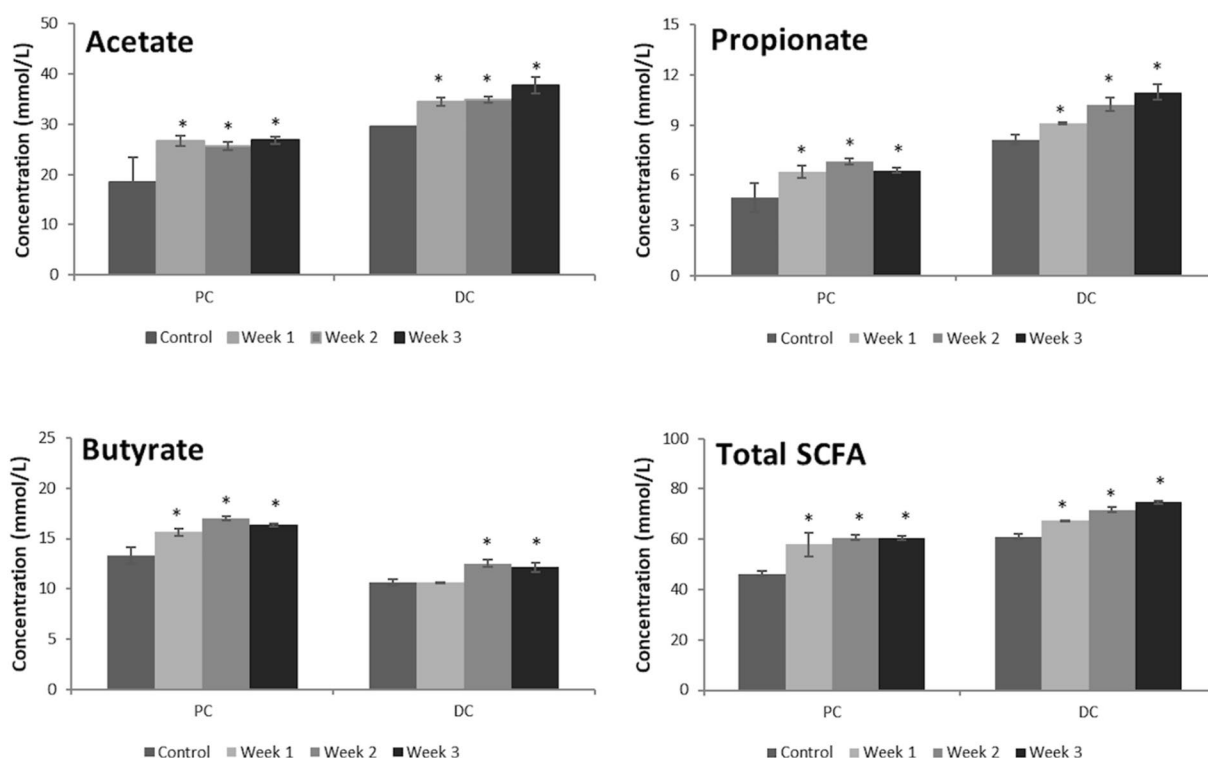 Acetate
Concentration (mmol/L)
50
40
30
20
10
0
* * *
* * *
PC DC
Control Week 1 Week 2 Week 3
Propionate
Concentration (mmol/L)
15
12
9
6
3
0
* * *
* * *
PC DC
Control Week 1 Week 2 Week 3
Butyrate
Concentration (mmol/L)
25
20
15
10
5
0
* * *
* *
PC DC
Control Week 1 Week 2 Week 3
Total SCFA
Concentration (mmol/L)
100
80
60
40
20
0
* * *
* * *
PC DC
Control Week 1 Week 2 Week 3